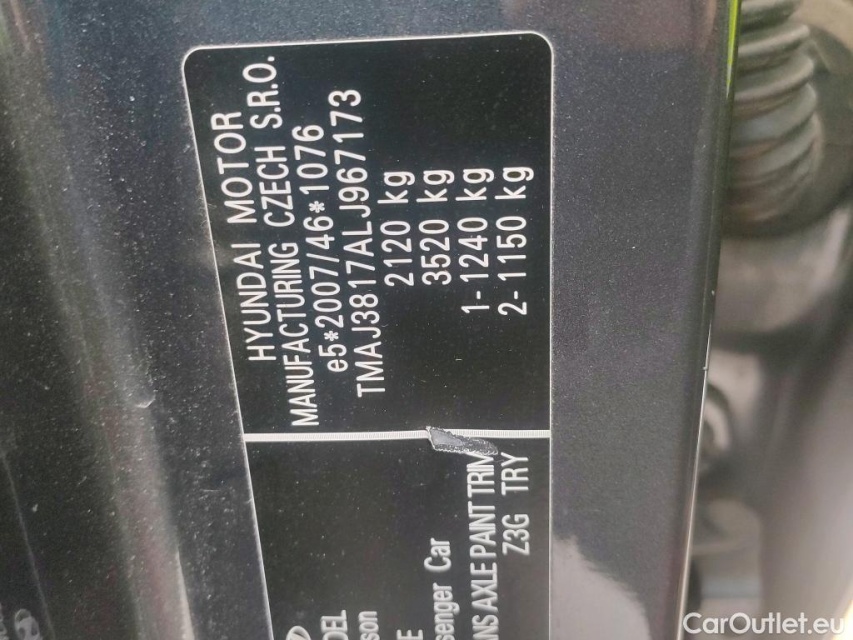 HYUNDAI MOTOR
MANUFACTURING CZECH S.R.O.
e5*2007/46*1076
TMAJ3817ALJ967173
2120 kg
3520 kg
1- 1240 kg
2- 1150 kg
DEL
son
E
senger Car
NS AXLE PAINT TRIM
Z3G TRY
CarOutlet.eu